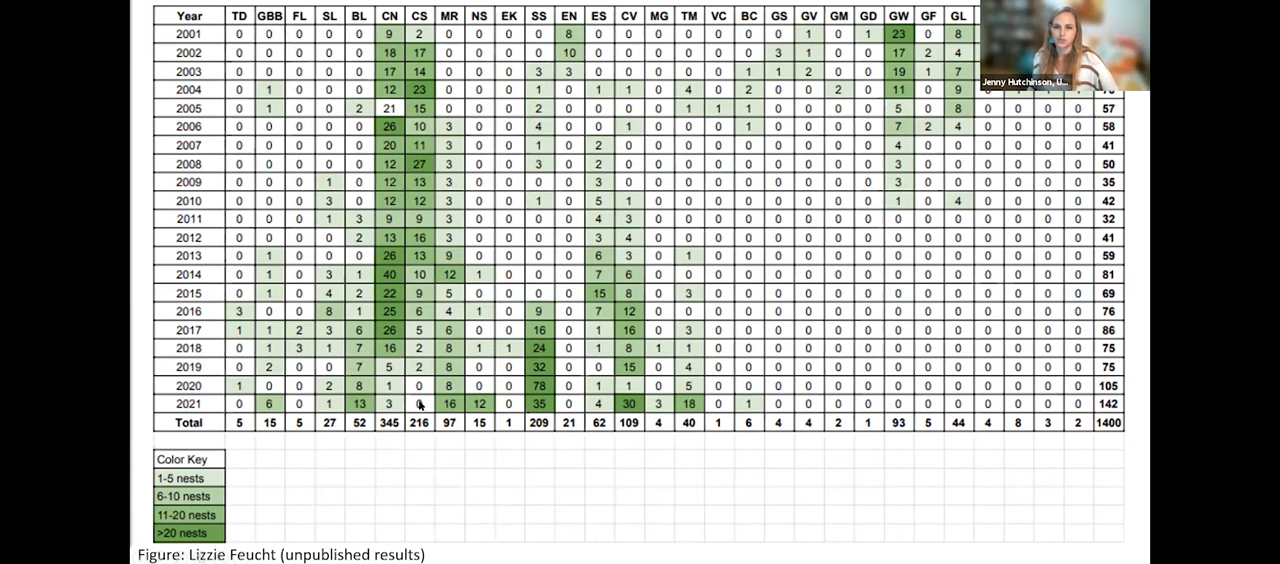 Year TD GBB FL SL BL CN CS MR NS EK SS EN ES CV MG TM VC BC GS GV GM GD GW GF GL
2001 0 0 0 0 0 9 2 0 0 0 0 8 0 0 0 0 0 0 0 1 0 1 23 0 8
2002 0 0 0 0 0 18 17 0 0 0 0 10 0 0 0 0 0 0 3 1 0 0 17 2 4
2003 0 0 0 0 0 17 14 0 0 0 3 3 0 0 0 0 0 1 1 2 0 0 19 1 7
Jenny Hutchinson, U...
2004 0 1 0 0 0 12 23 0 0 0 1 0 1 1 0 4 0 2 0 0 2 0 11 0 9
2005 0 1 0 0 2 21 15 0 0 0 2 0 0 0 0 1 1 1 0 0 0 0 5 0 8 0 0 0 0 57
2006 0 0 0 0 0 26 10 3 0 0 4 0 0 1 0 0 0 1 0 0 0 0 7 2 4 0 0 0 0 58
2007 0 0 0 0 0 20 11 3 0 0 1 0 2 0 0 0 0 0 0 0 0 0 4 0 0 0 0 0 0 41
2008 0 0 0 0 0 12 27 3 0 0 3 0 2 0 0 0 0 0 0 0 0 0 3 0 0 0 0 0 0 50
2009 0 0 0 1 0 12 13 3 0 0 0 0 3 0 0 0 0 0 0 0 0 0 3 0 0 0 0 0 0 35
2010 0 0 0 3 0 12 12 3 0 0 1 0 5 1 0 0 0 0 0 0 0 0 1 0 4 0 0 0 0 42
2011 0 0 0 1 3 9 9 3 0 0 0 0 4 3 0 0 0 0 0 0 0 0 0 0 0 0 0 0 0 32
2012 0 0 0 0 2 13 16 3 0 0 0 0 3 4 0 0 0 0 0 0 0 0 0 0 0 0 0 0 0 41
2013 0 1 0 0 0 26 13 9 0 0 0 0 6 3 0 1 0 0 0 0 0 0 0 0 0 0 0 0 0 59
2014 0 1 0 3 1 40 10 12 1 0 0 0 7 6 0 0 0 0 0 0 0 0 0 0 0 0 0 0 0 81
2015 0 1 0 4 2 22 9 5 0 0 0 0 15 8 0 3 0 0 0 0 0 0 0 0 0 0 0 0 0 69
2016 3 0 0 8 1 25 6 4 1 0 9 0 7 12 0 0 0 0 0 0 0 0 0 0 0 0 0 0 0 76
2017 1 1 2 3 6 26 5 6 0 0 16 0 1 16 0 3 0 0 0 0 0 0 0 0 0 0 0 0 0 86
2018 0 1 3 1 7 16 2 8 1 1 24 0 1 8 1 1 0 0 0 0 0 0 0 0 0 0 0 0 0 75
2019 0 2 0 0 7 5 2 8 0 0 32 0 0 15 0 4 0 0 0 0 0 0 0 0 0 0 0 0 0 75
2020 1 0 0 2 8 1 0 8 0 0 78 0 1 1 0 5 0 0 0 0 0 0 0 0 0 0 0 0 0 105
2021 0 6 0 1 13 3 0 16 12 0 35 0 4 30 3 18 0 1 0 0 0 0 0 0 0 0 0 0 0 142
Total 5 15 5 27 52 345 216 97 15 1 209 21 62 109 4 40 1 6 4 4 2 1 93 5 44 4 8 3 2 1400
Color Key
1-5 nests
6-10 nests
11-20 nests
>20 nests
Figure: Lizzie Feucht (unpublished results)